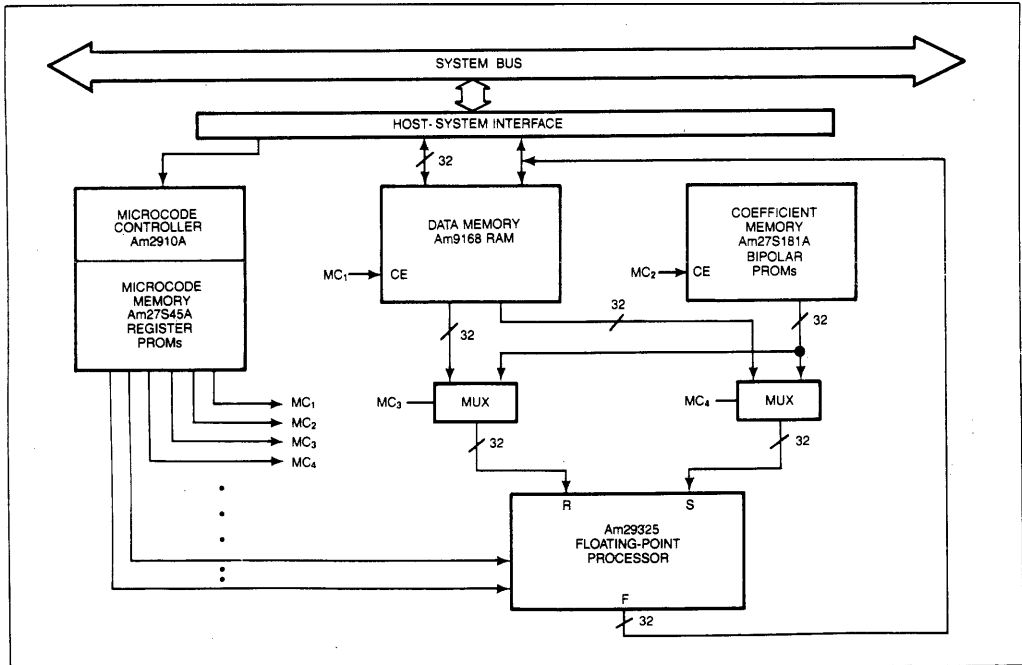 SYSTEM BUS
HOST-SYSTEM INTERFACE
32
MICROCODE
CONTROLLER
Am2910A
MICROCODE
MEMORY
Am27S45A
REGISTER
PROMs
DATA MEMORY
Am9168 RAM
MC₁
CE
COEFFICIENT
MEMORY
Am27S181A
BIPOLAR
PROMs
MC₂
CE
32
32
32
MC₃
MUX
MC₄
MUX
MC₁
MC₂
MC₃
MC₄
32
32
R
S
Am29325
FLOATING-POINT
PROCESSOR
F
32